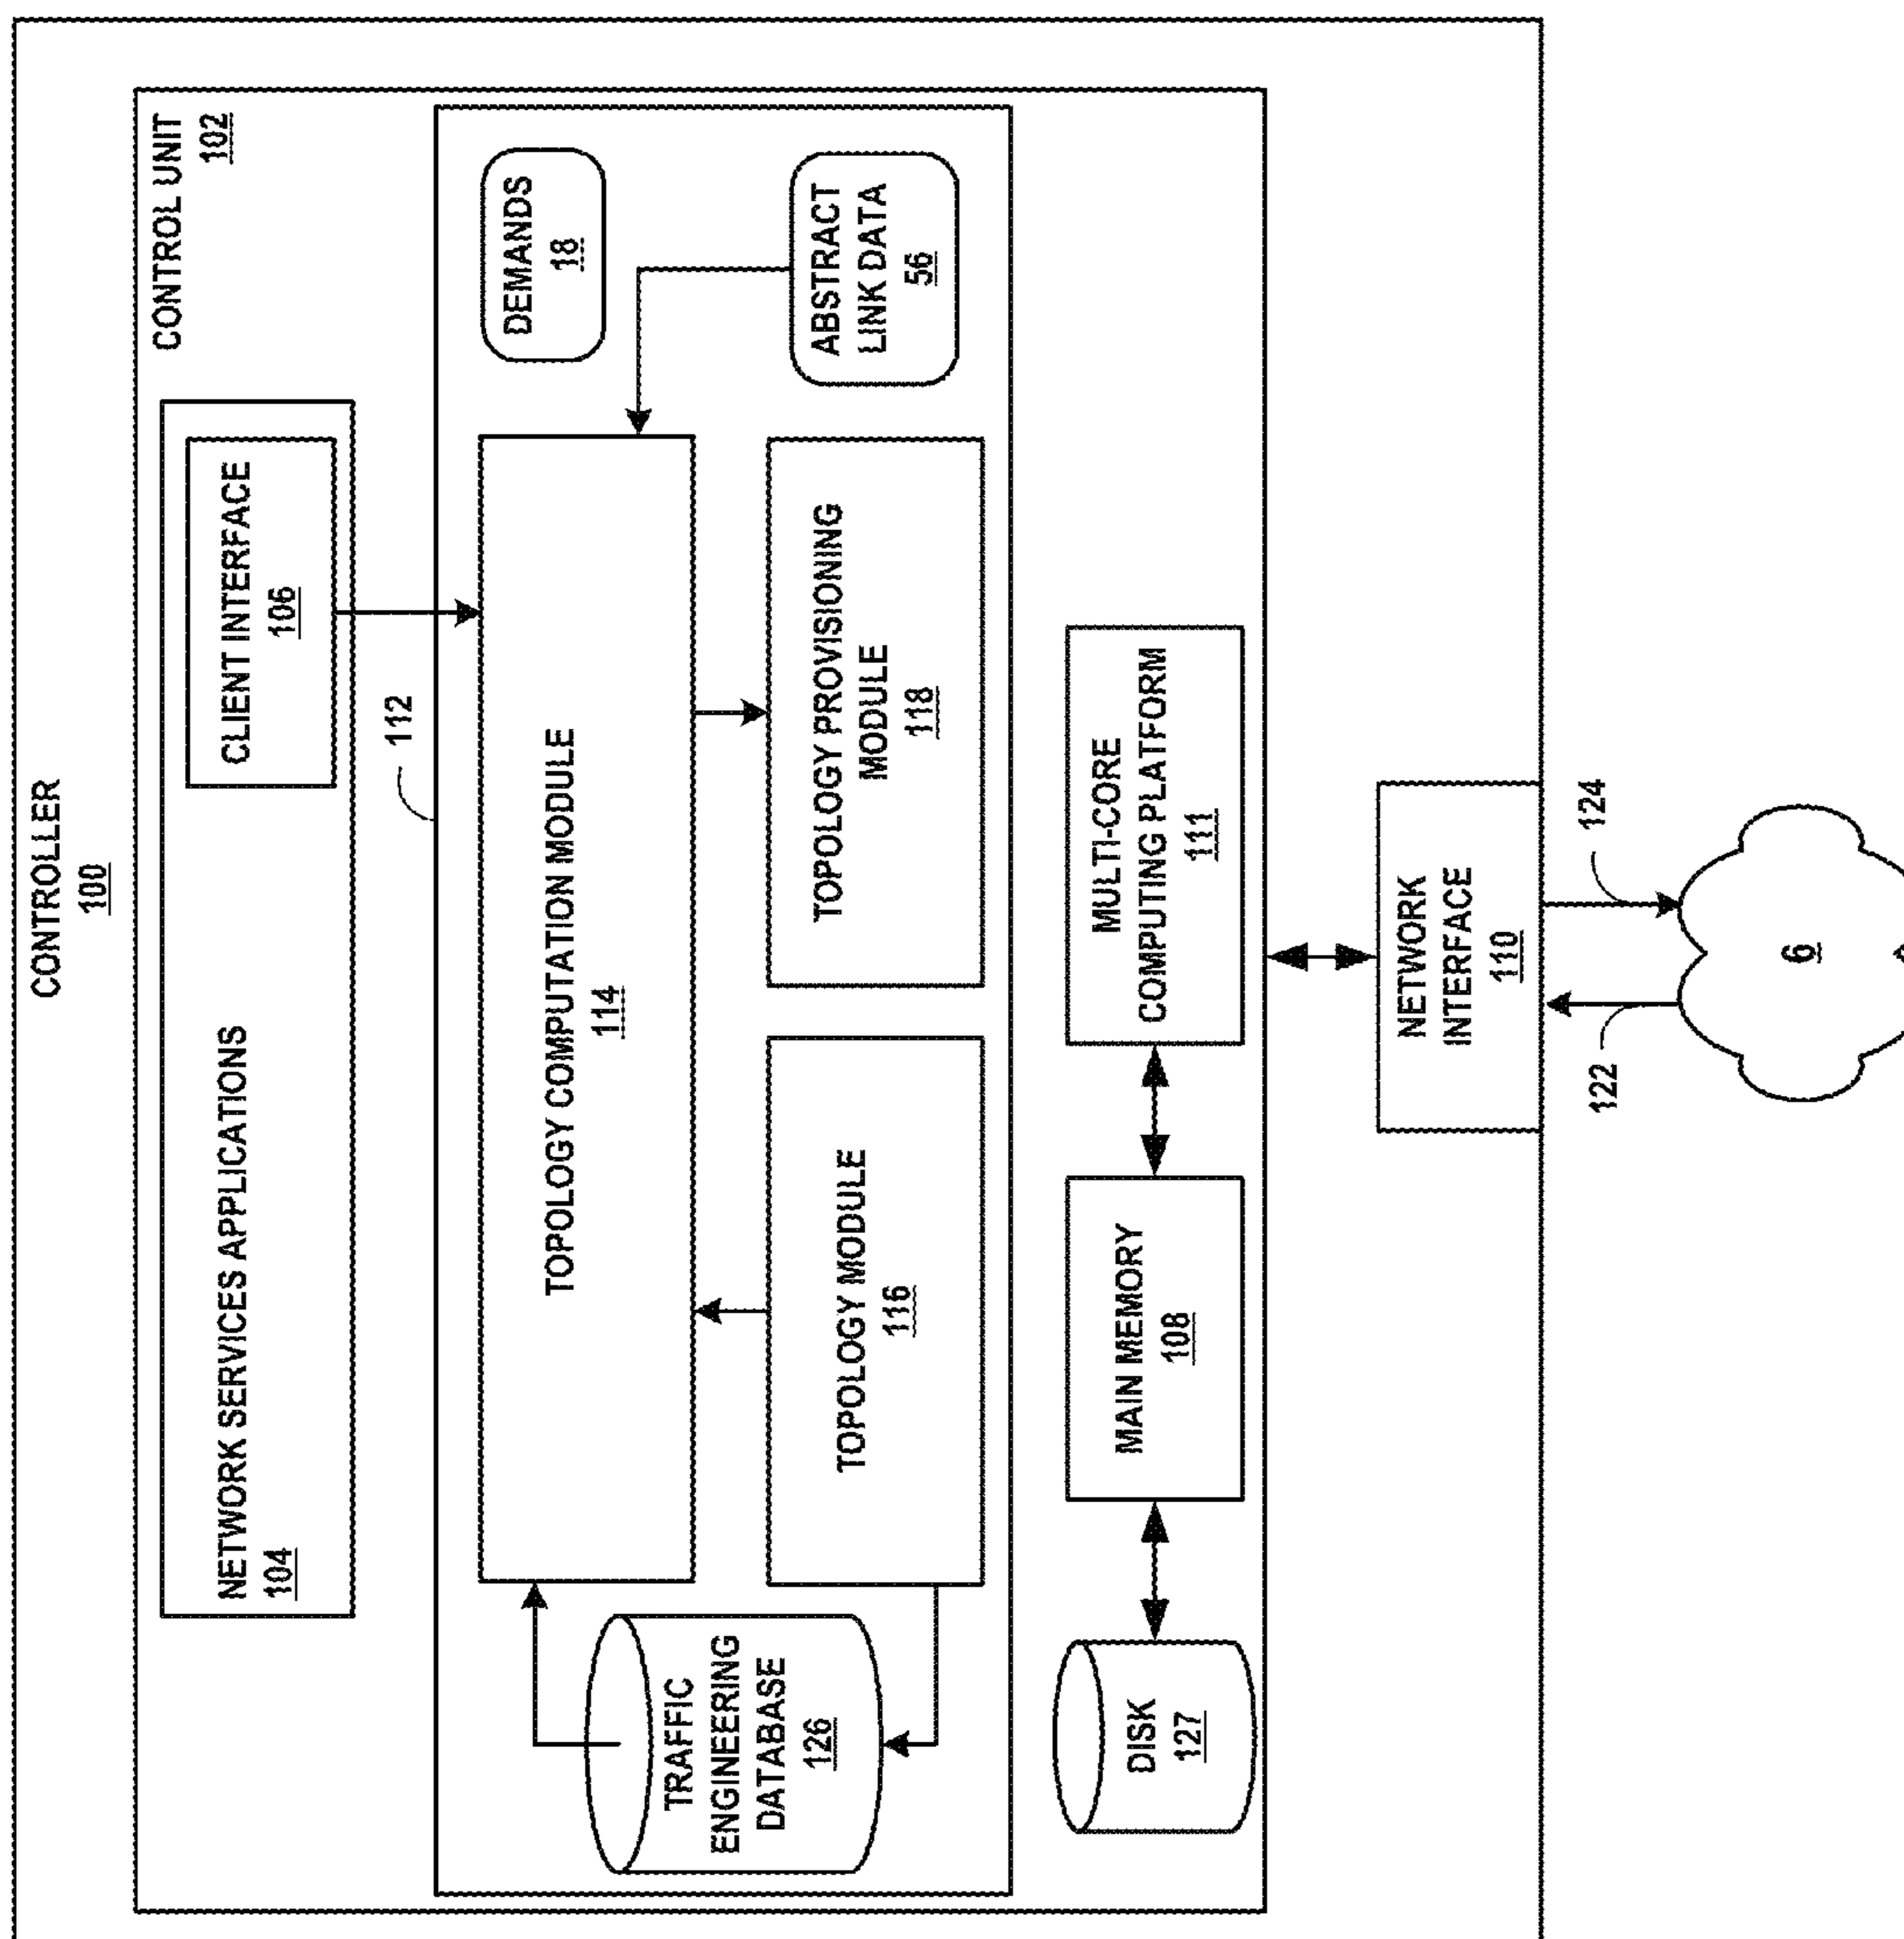 CONTROLLER
100
CONTROL UNIT
102
NETWORK SERVICES APPLICATIONS
104
CLIENT INTERFACE
106
112
TOPOLOGY COMPUTATION MODULE
114
DEMANDS
18
TRAFFIC
ENGINEERING
DATABASE
126
TOPOLOGY MODULE
116
TOPOLOGY PROVISIONING
MODULE
118
ABSTRACT
LINK DATA
56
DISK
127
MAIN MEMORY
108
MULTI-CORE
COMPUTING PLATFORM
111
NETWORK
INTERFACE
110
122
124
6